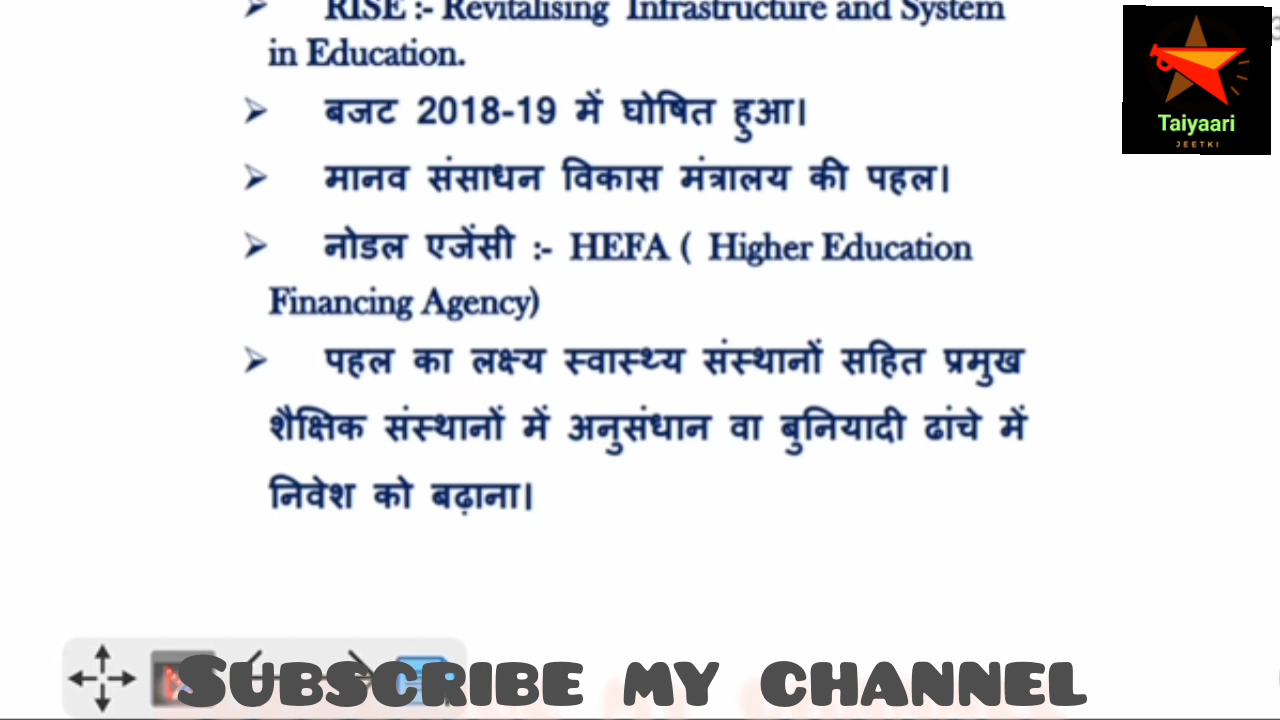 RISE :- Revitalising Infrastructure and System
in Education.
बजट 2018-19 में घोषित हुआ।
मानव संसाधन विकास मंत्रालय की पहल।
नोडल एजेंसी :- HEFA ( Higher Education
Financing Agency)
पहल का लक्ष्य स्वास्थ्य संस्थानों सहित प्रमुख
शैक्षिक संस्थानों में अनुसंधान वा बुनियादी ढांचे में
निवेश को बढ़ाना।
Taiyaari
JEETKI
SUBSCRIBE MY CHANNEL